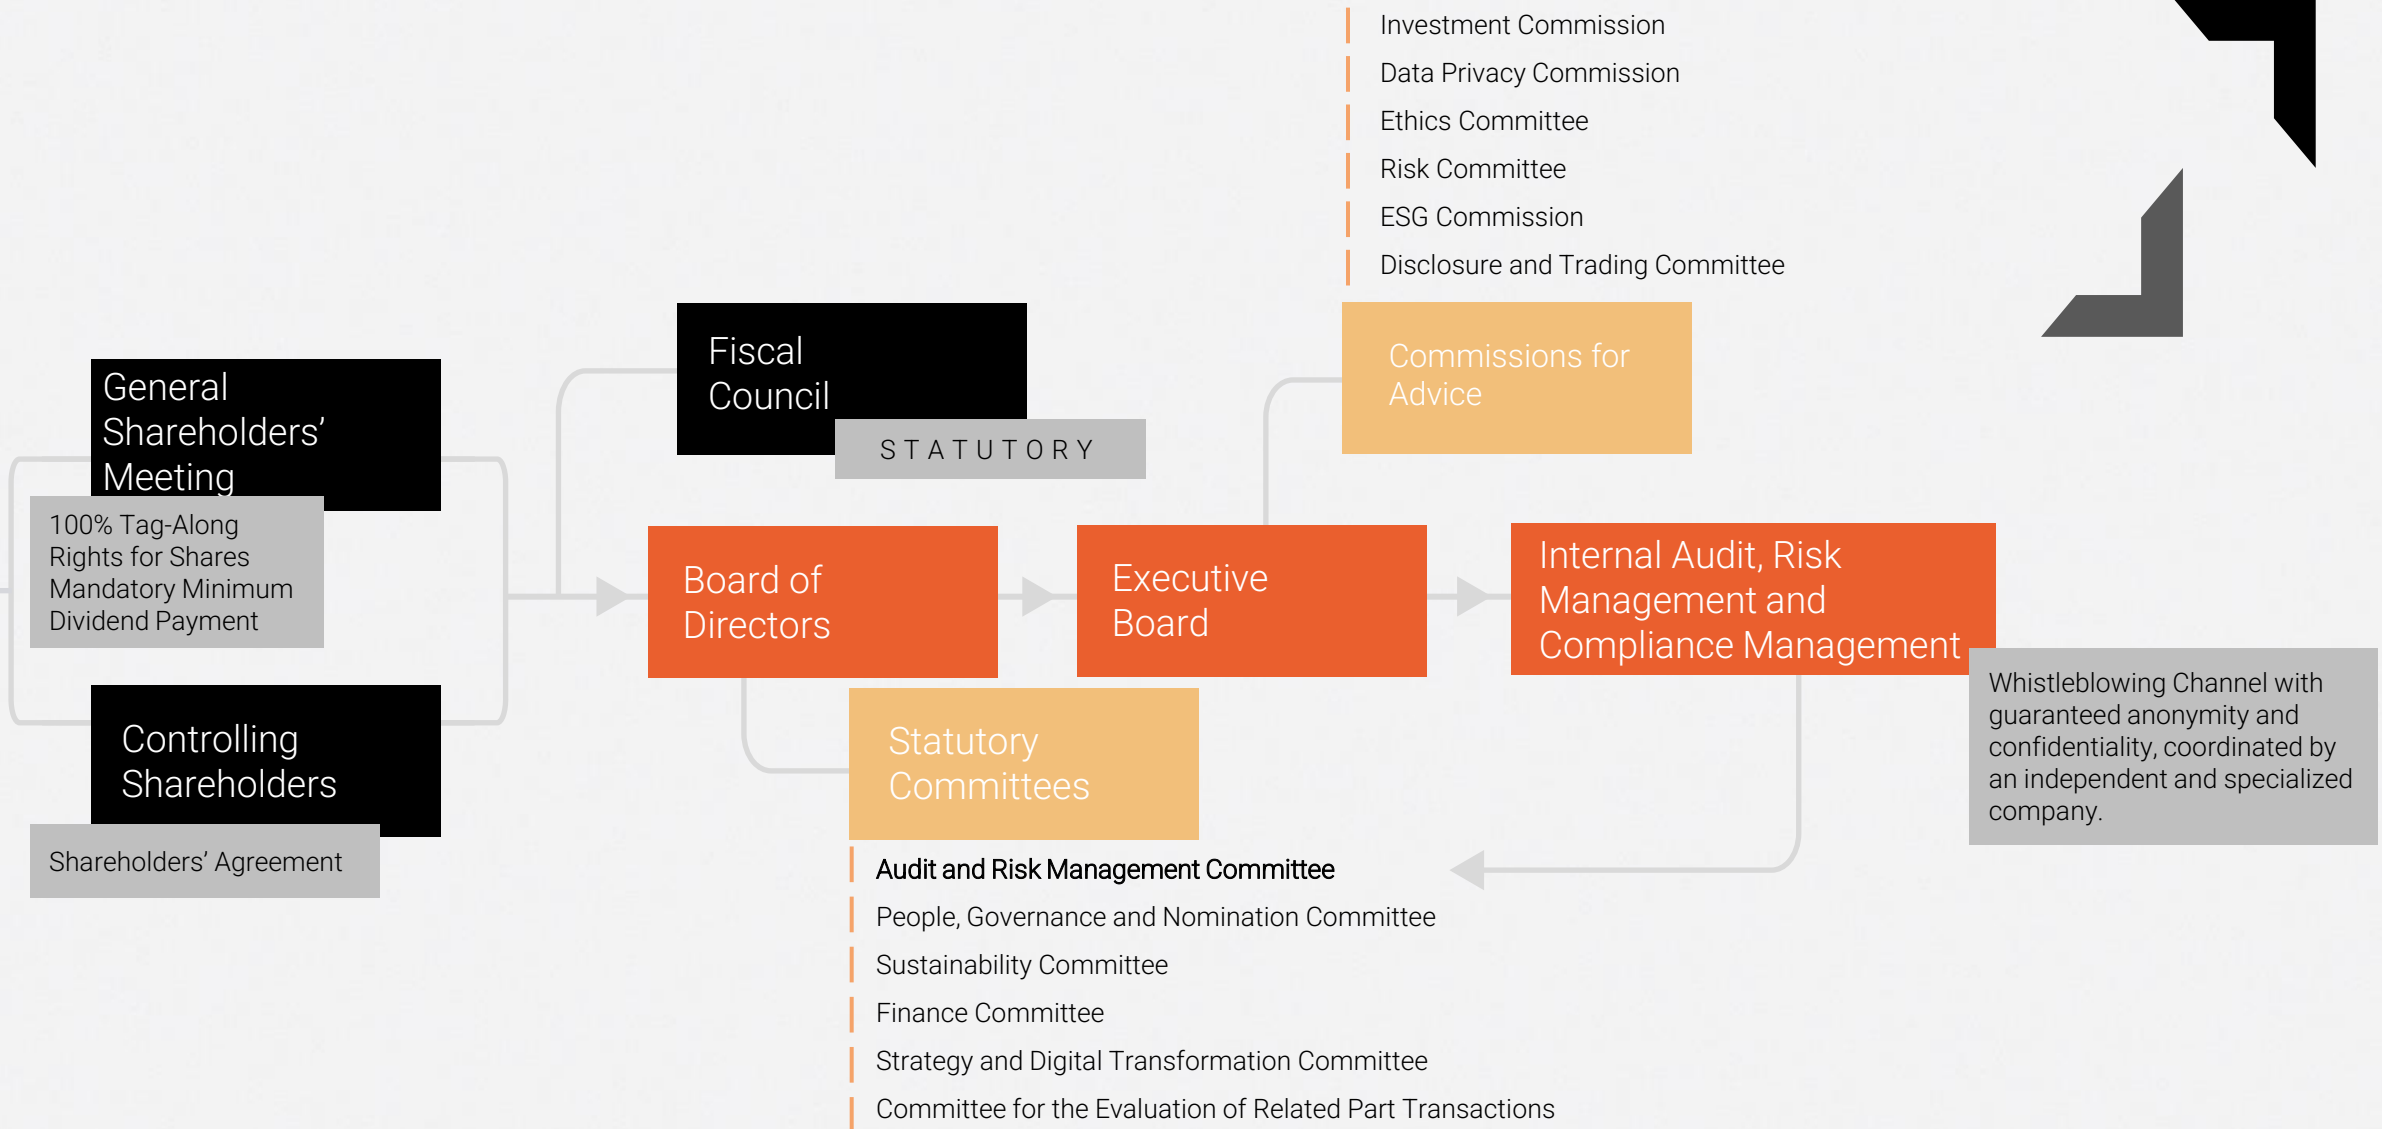 Investment Commission
Data Privacy Commission
Ethics Committee
Risk Committee
ESG Commission
Disclosure and Trading Committee
Commissions for
Advice
Fiscal
Council
STATUTORY
General
Shareholders’
Meeting
100% Tag-Along
Rights for Shares
Mandatory Minimum
Dividend Payment
Controlling
Shareholders
Shareholders’ Agreement
Board of
Directors
Executive
Board
Internal Audit, Risk
Management and
Compliance Management
Whistleblowing Channel with
guaranteed anonymity and
confidentiality, coordinated by
an independent and specialized
company.
Statutory
Committees
Audit and Risk Management Committee
People, Governance and Nomination Committee
Sustainability Committee
Finance Committee
Strategy and Digital Transformation Committee
Committee for the Evaluation of Related Part Transactions